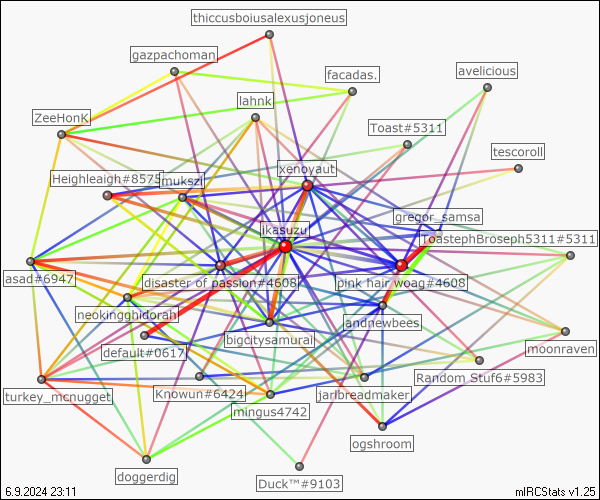 thiccusboiusalexusjoneus
gazpachoman
facadas.
avelicious
lahnk
ZeeHonK
Toast#5311
tescoroll
xenoyaut
Heighleigh#8575
mukszi
gregor_samsa
ikasuzu
ToastephBroseph5311#5311
asad#6947
disaster of passion#4608
pink hair woag#4608
neokingghidorah
andnewbees
bigcitysamurai
default#0617
moonraven
Random Stuf6#5983
turkey_mcnugget
Knowun#6424
jarlbreadmaker
mingus4742
ogshroom
doggerdig
Duck™#9103
6.9.2024 23:11
mIRCStats v1.25